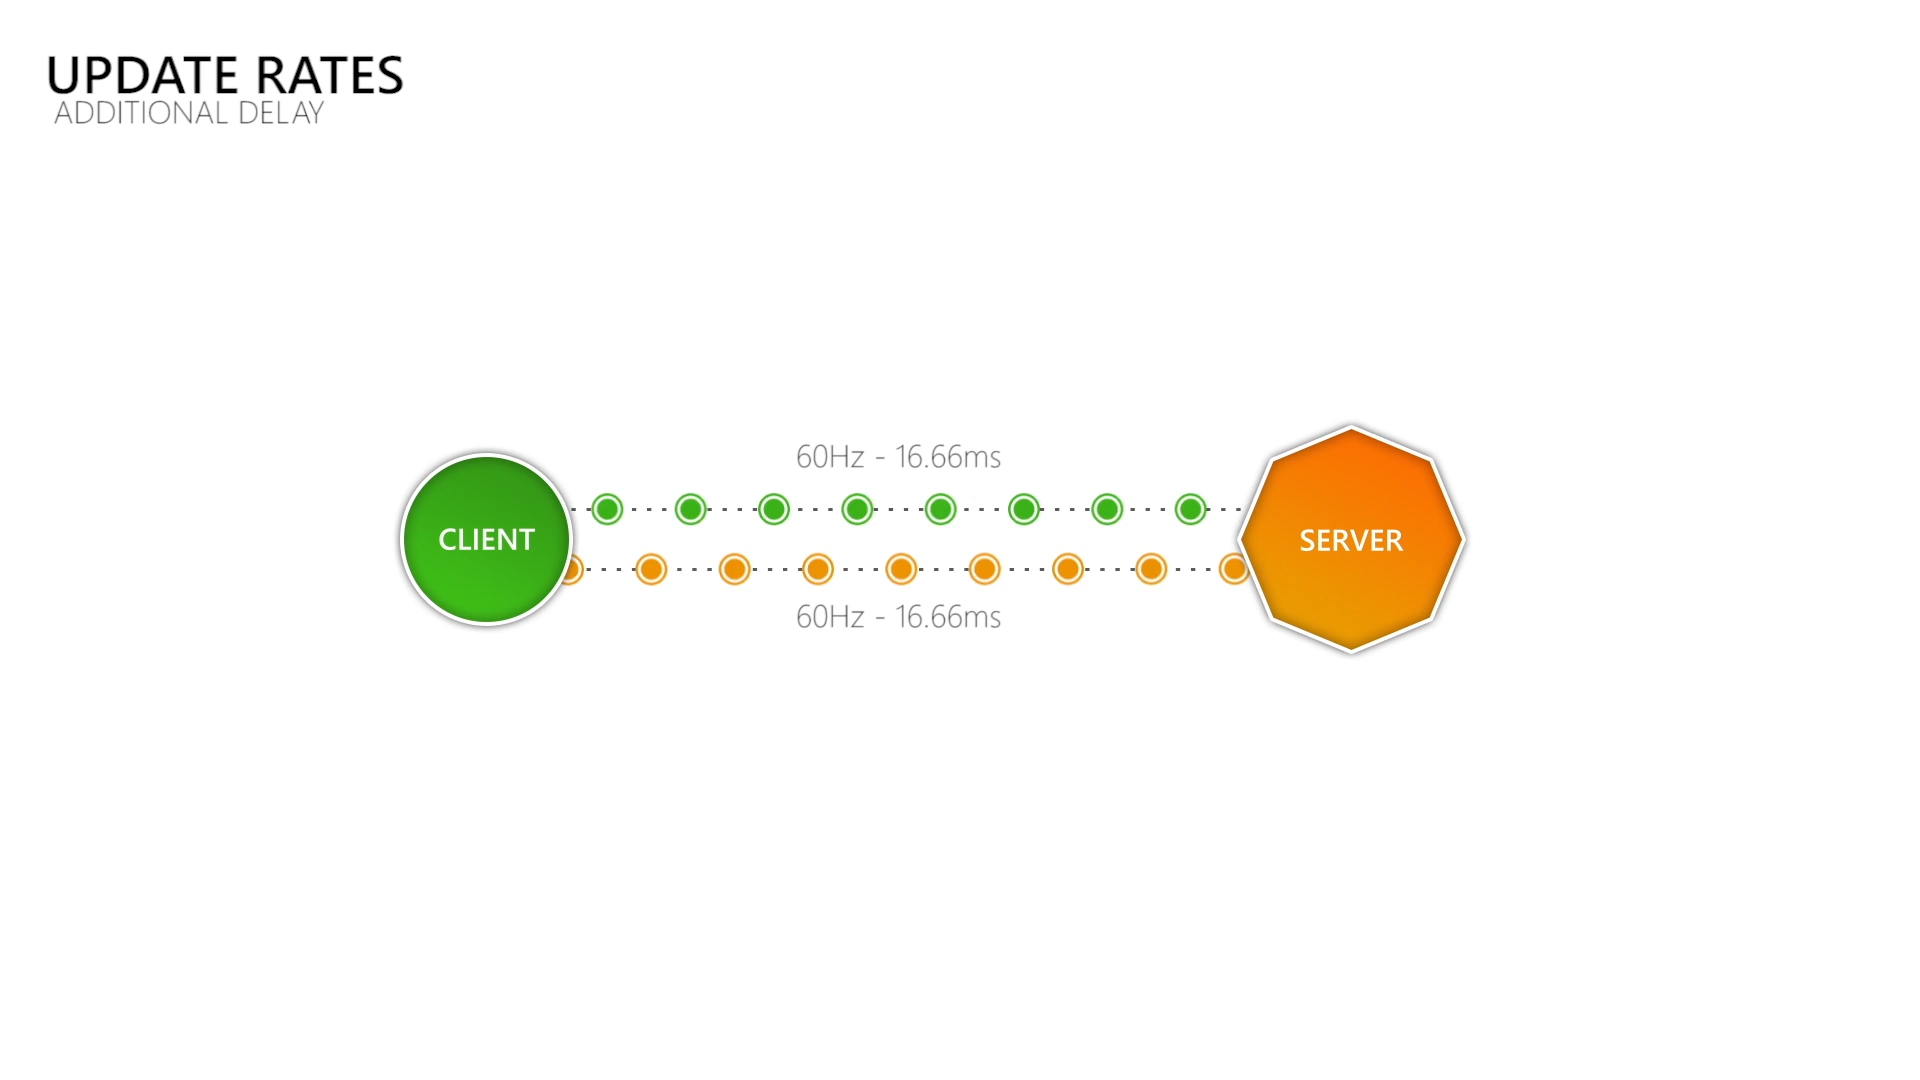 UPDATE RATES
ADDITIONAL DELAY
60Hz - 16.66ms
CLIENT
SERVER
60Hz - 16.66ms